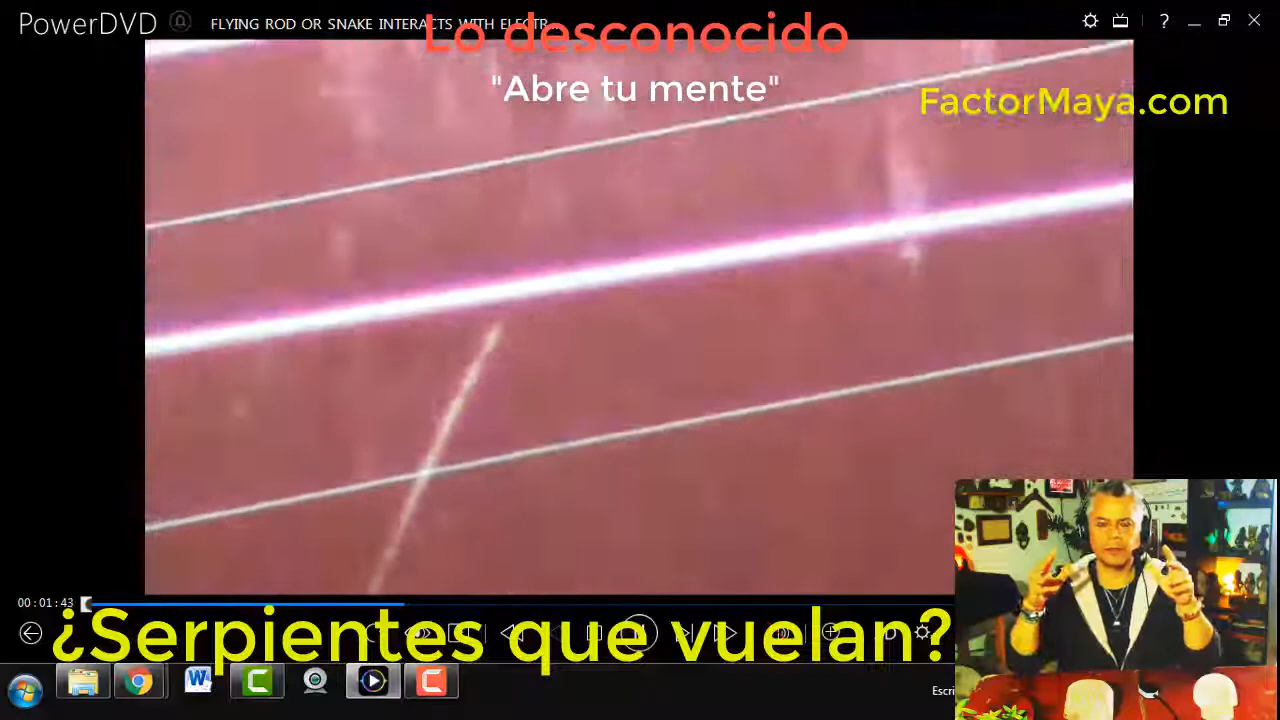 PowerDVD
FLYING ROD OR SNAKE INTERACTS WITH ELECTR
Lo desconocido
"Abre tu mente"
FactorMaya.com
00:01:43
¿Serpientes que vuelan?
Escri